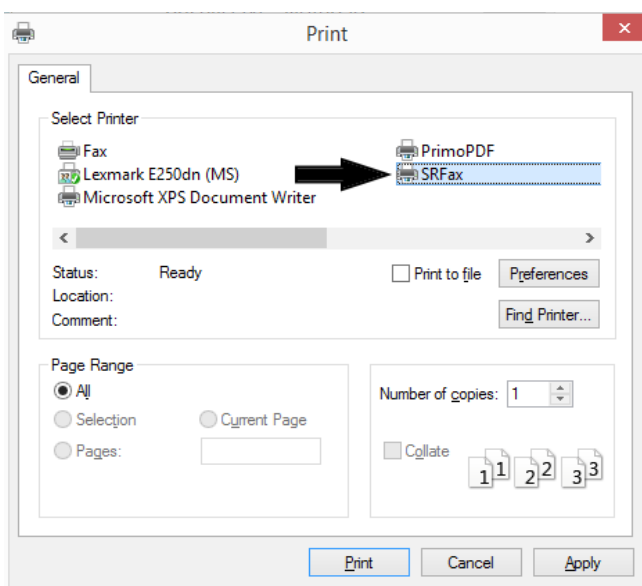 Print
General
Select Printer
Fax
PrimoPDF
Lexmark E250dn (MS)
SRFax
Microsoft XPS Document Writer
Status: Ready
Print to file
Preferences
Location:
Comment:
Find Printer...
Page Range
All
Selection
Current Page
Pages:
Number of copies: 1
Collate
1 1 2 2 3 3
Print
Cancel
Apply